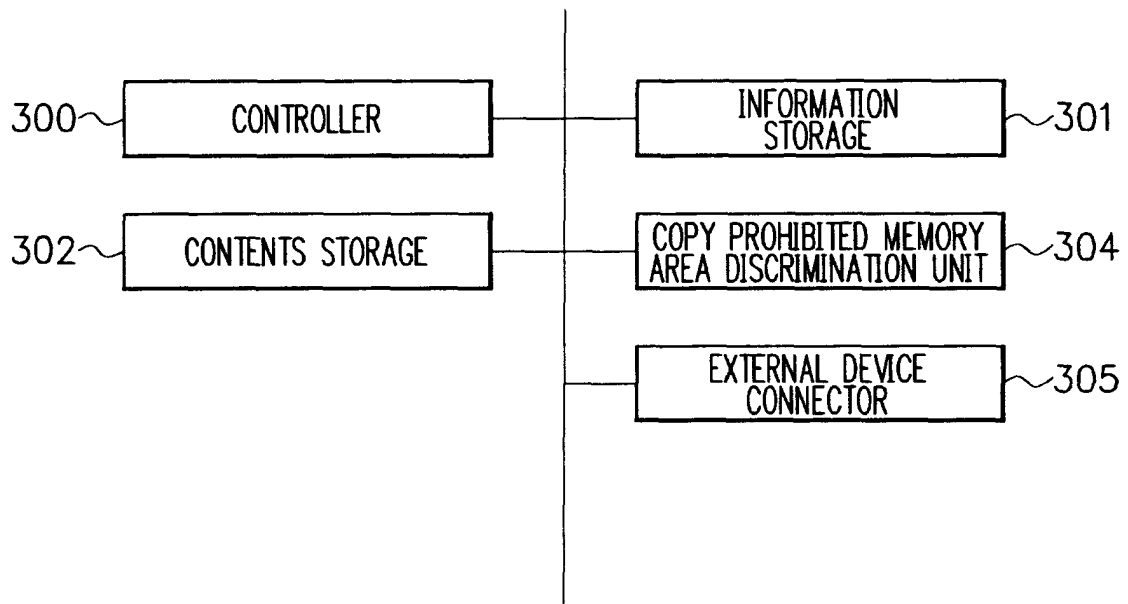 300
CONTROLLER
INFORMATION
STORAGE
301
302
CONTENTS STORAGE
COPY PROHIBITED MEMORY
AREA DISCRIMINATION UNIT
304
EXTERNAL DEVICE
CONNECTOR
305